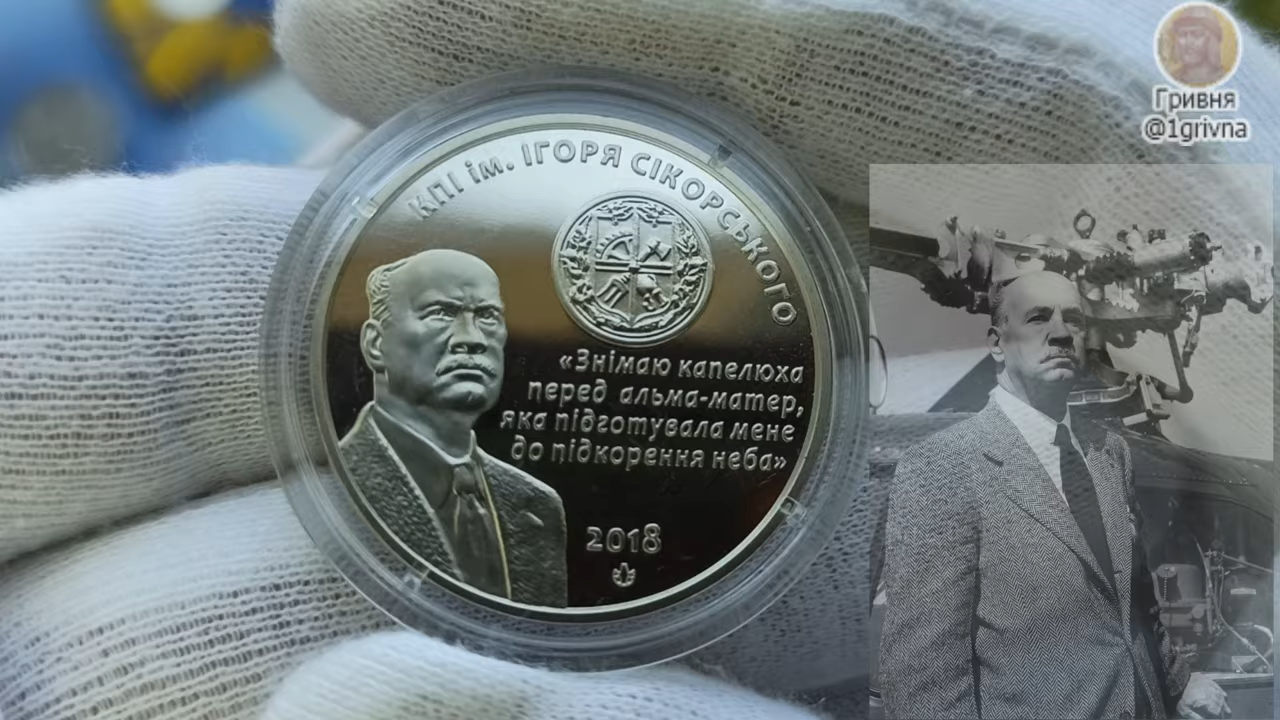 Гривня
@1grivna
КПІ ім. ІГОРЯ СІКОРСЬКОГО
«Знімаю капелюха
перед альма-матер,
яка підготувала мене
до підкорення неба»
2018